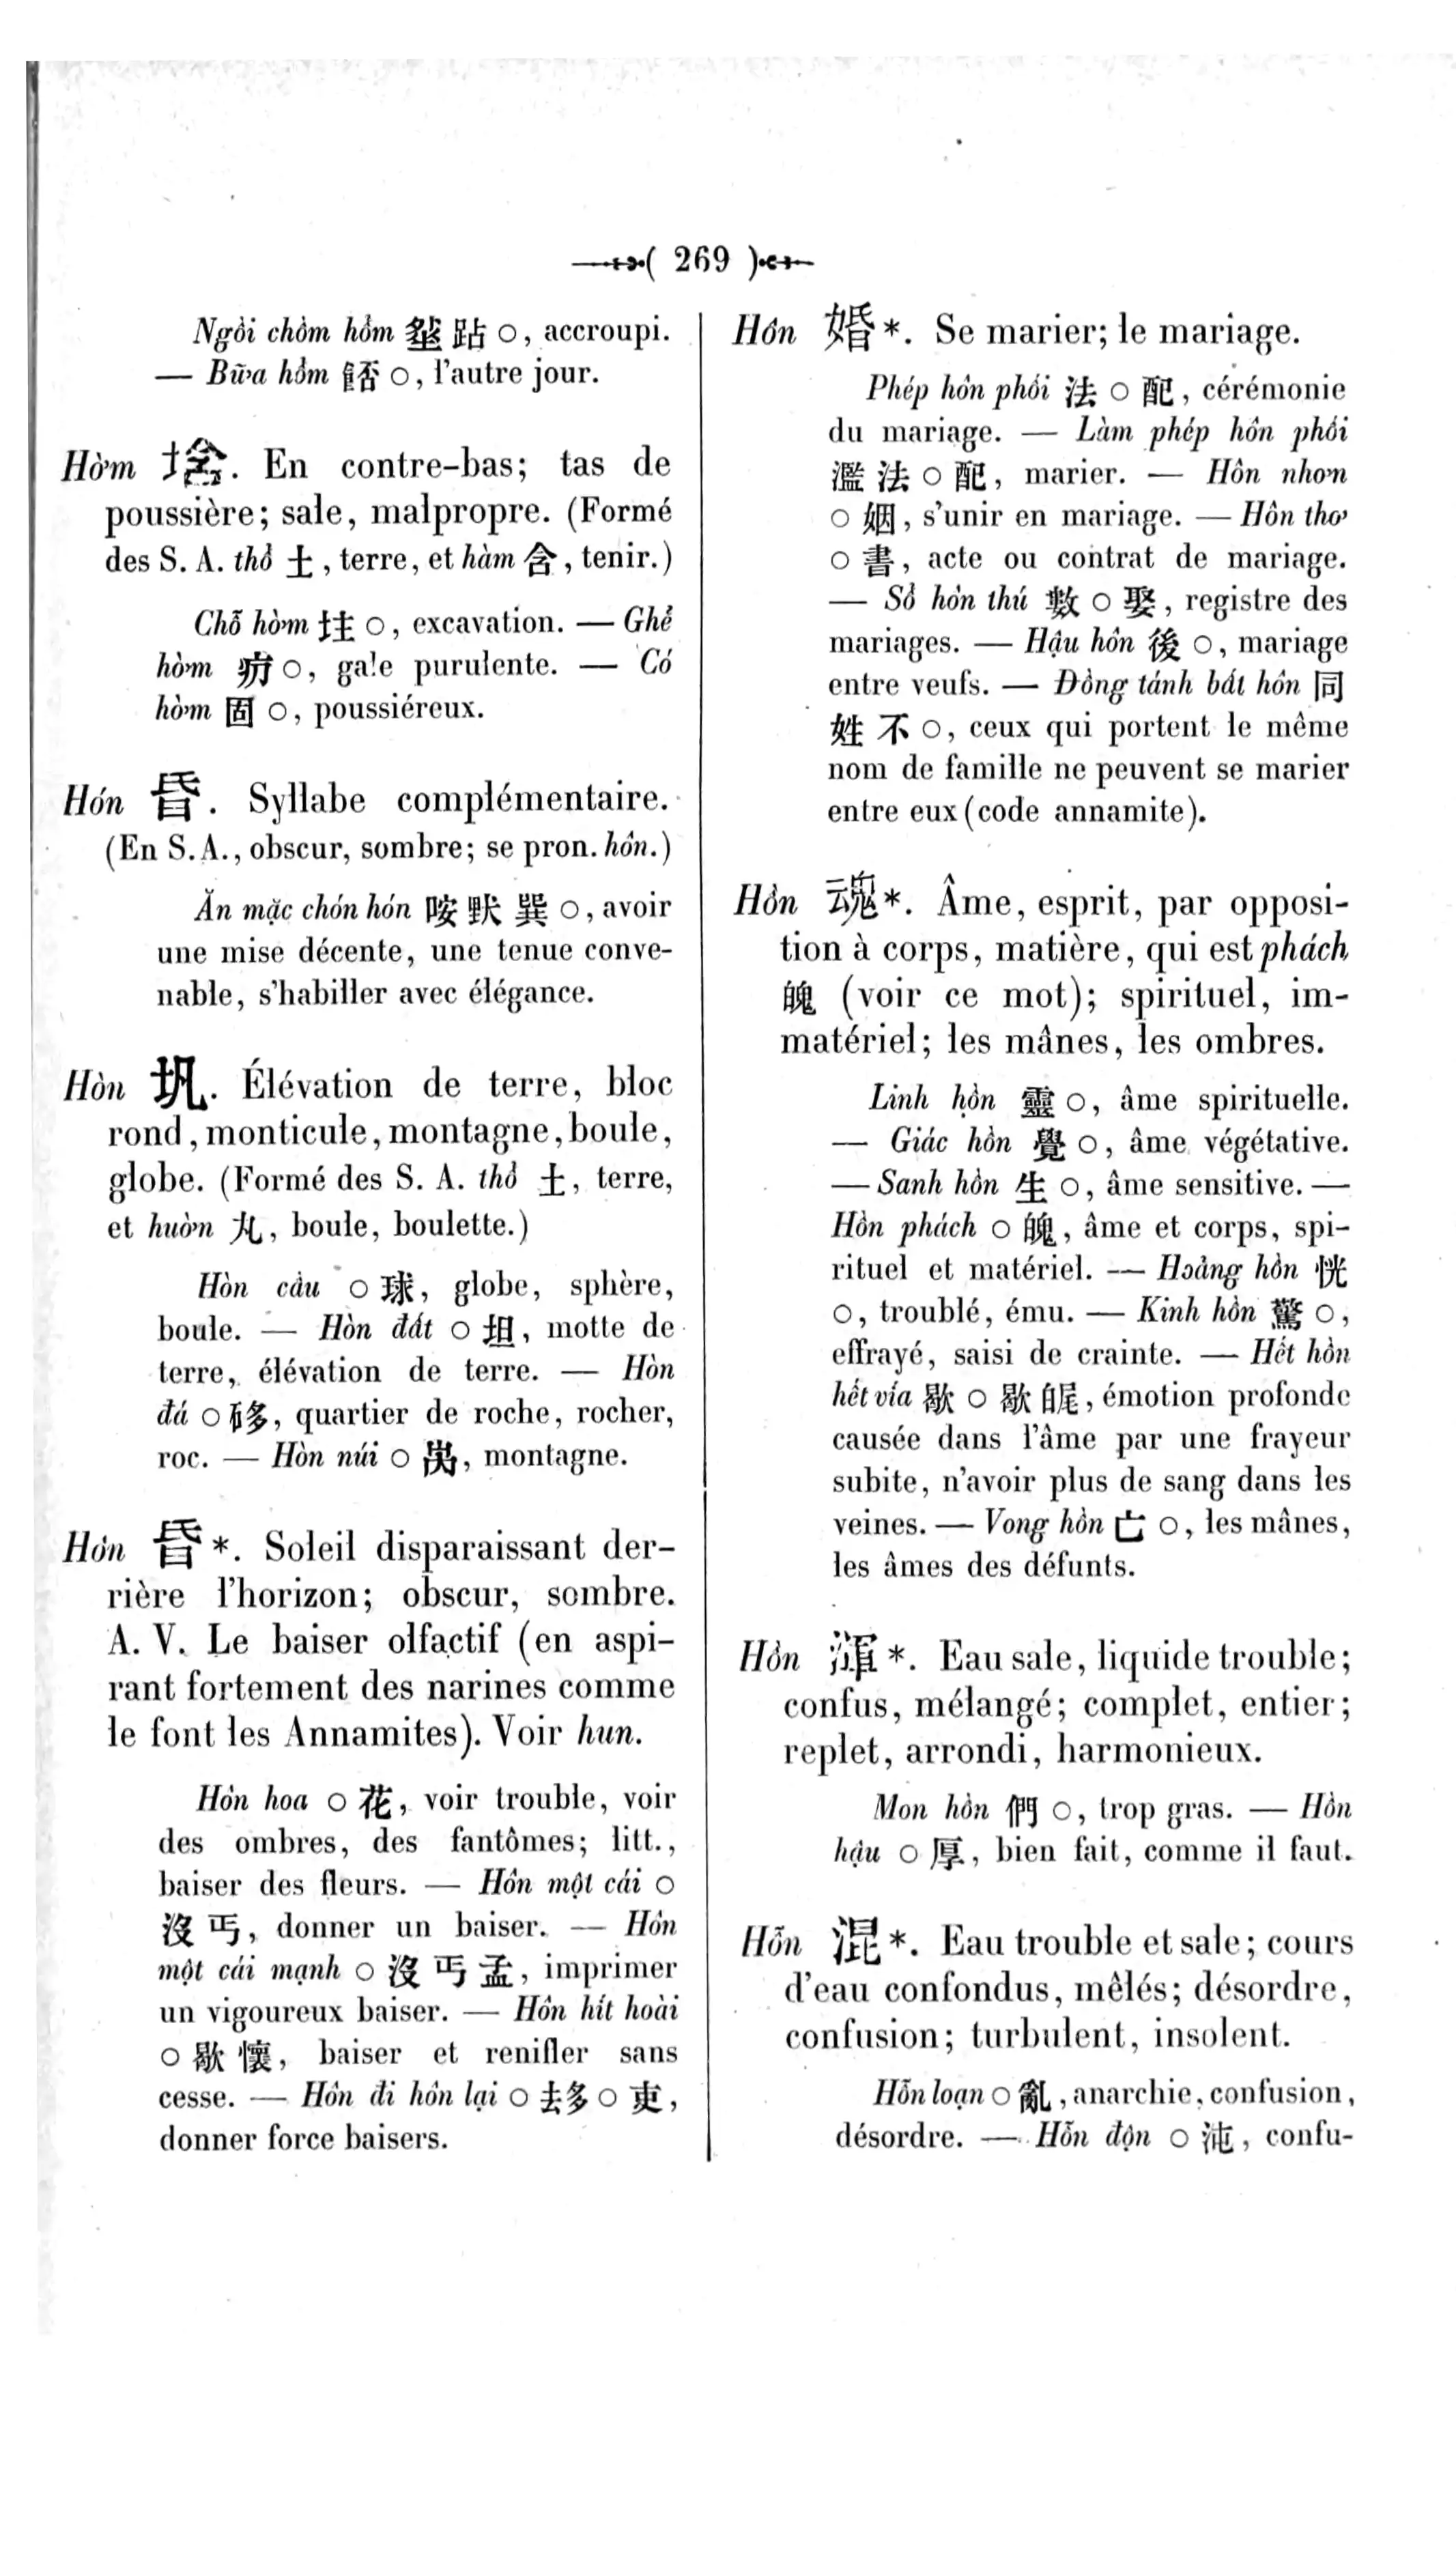 ( 269 )
Ngồi chồm hổm 𡎥 跕 ○, accroupi.
— Bữa hổm 𩛷 ○, l'autre jour.
Hờm 㙈. En contre-bas; tas de
poussière; sale, malpropre. (Formé
des S. A. thổ 土, terre, et hàm 含, tenir.)
Chỗ hờm 𡊲 ○, excavation. — Ghẻ
hờm ○, gale purulente. — Có
hờm 固 ○, poussiéreux.
Hón 昏. Syllabe complémentaire.
(En S. A., obscur, sombre; se pron. hôn.)
Ăn mặc chón hón 咹 默 巽 ○, avoir
une mise décente, une tenue conve-
nable, s'habiller avec élégance.
Hòn 𡉕. Élévation de terre, bloc
rond, monticule, montagne, boule,
globe. (Formé des S. A. thổ 土, terre,
et huờn 丸, boule, boulette.)
Hòn cầu ○ 球, globe, sphère,
boule. — Hòn đất ○ 坦, motte de
terre, élévation de terre. — Hòn
đá ○ 𥒥, quartier de roche, rocher,
roc. — Hòn núi ○ 𡶀, montagne.
Hôn 昏 *. Soleil disparaissant der-
rière l'horizon; obscur, sombre.
A. V. Le baiser olfactif (en aspi-
rant fortement des narines comme
le font les Annamites). Voir hun.
Hôn hoa ○ 花, voir trouble, voir
des ombres, des fantômes; litt.,
baiser des fleurs. — Hôn một cái ○
沒 丐, donner un baiser. — Hôn
một cái mạnh ○ 沒 丐 孟, imprimer
un vigoureux baiser. — Hôn hít hoài
○ 歇 懷, baiser et renifler sans
cesse. — Hôn đi hôn lại ○ 𠫾 ○ 吏,
donner force baisers.
Hôn 婚 *. Se marier; le mariage.
Phép hôn phối 法 ○ 配, cérémonie
du mariage. — Làm phép hôn phối
濫 法 ○ 配, marier. — Hôn nhơn
○ 姻, s'unir en mariage. — Hôn thơ
○ 書, acte ou contrat de mariage.
— Sổ hôn thú 數 ○ 娶, registre des
mariages. — Hậu hôn 後 ○, mariage
entre veufs. — Đồng tánh bất hôn 同
姓 不 ○, ceux qui portent le même
nom de famille ne peuvent se marier
entre eux (code annamite).
Hồn 魂 *. Âme, esprit, par opposi-
tion à corps, matière, qui est phách
魄 (voir ce mot); spirituel, im-
matériel; les mânes, les ombres.
Linh hồn 靈 ○, âme spirituelle.
— Giác hồn 覺 ○, âme végétative.
— Sanh hồn 生 ○, âme sensitive. —
Hồn phách ○ 魄, âme et corps, spi-
rituel et matériel. — Hoảng hồn 恍
○, troublé, ému. — Kinh hồn 驚 ○,
effrayé, saisi de crainte. — Hết hồn
hết vía 歇 ○ 歇, émotion profonde
causée dans l'âme par une frayeur
subite, n'avoir plus de sang dans les
veines. — Vong hồn 亡 ○, les mânes,
les âmes des défunts.
Hồn 渾 *. Eau sale, liquide trouble;
confus, mélangé; complet, entier;
replet, arrondi, harmonieux.
Mon hồn 們 ○, trop gras. — Hồn
hậu ○ 厚, bien fait, comme il faut.
Hỗn 混 *. Eau trouble et sale; cours
d'eau confondus, mêlés; désordre,
confusion; turbulent, insolent.
Hỗn loạn ○ 亂, anarchie, confusion,
désordre. — Hỗn độn ○ 沌, confu-